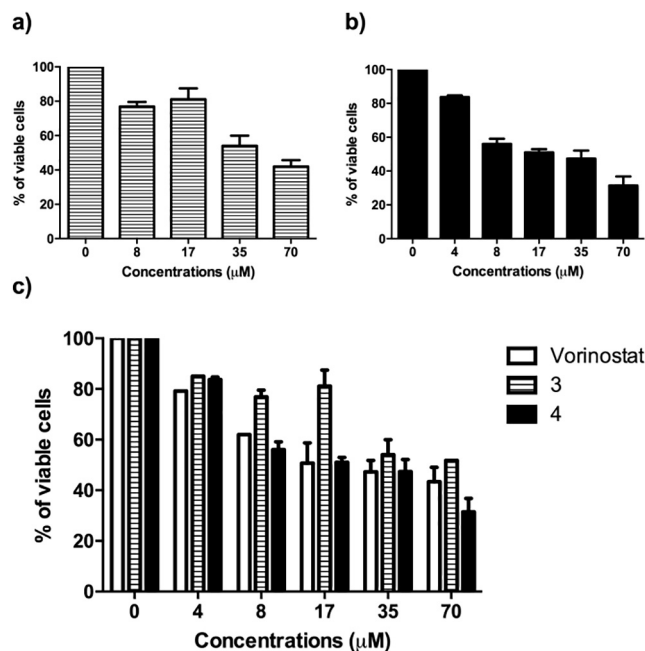 a)
% of viable cells
100
80
60
40
20
0
0 8 17 35 70
Concentrations (μM)
b)
% of viable cells
100
80
60
40
20
0
0 4 8 17 35 70
Concentrations (μM)
c)
% of viable cells
100
80
60
40
20
0
0 4 8 17 35 70
Concentrations (μM)
Vorinostat
3
4